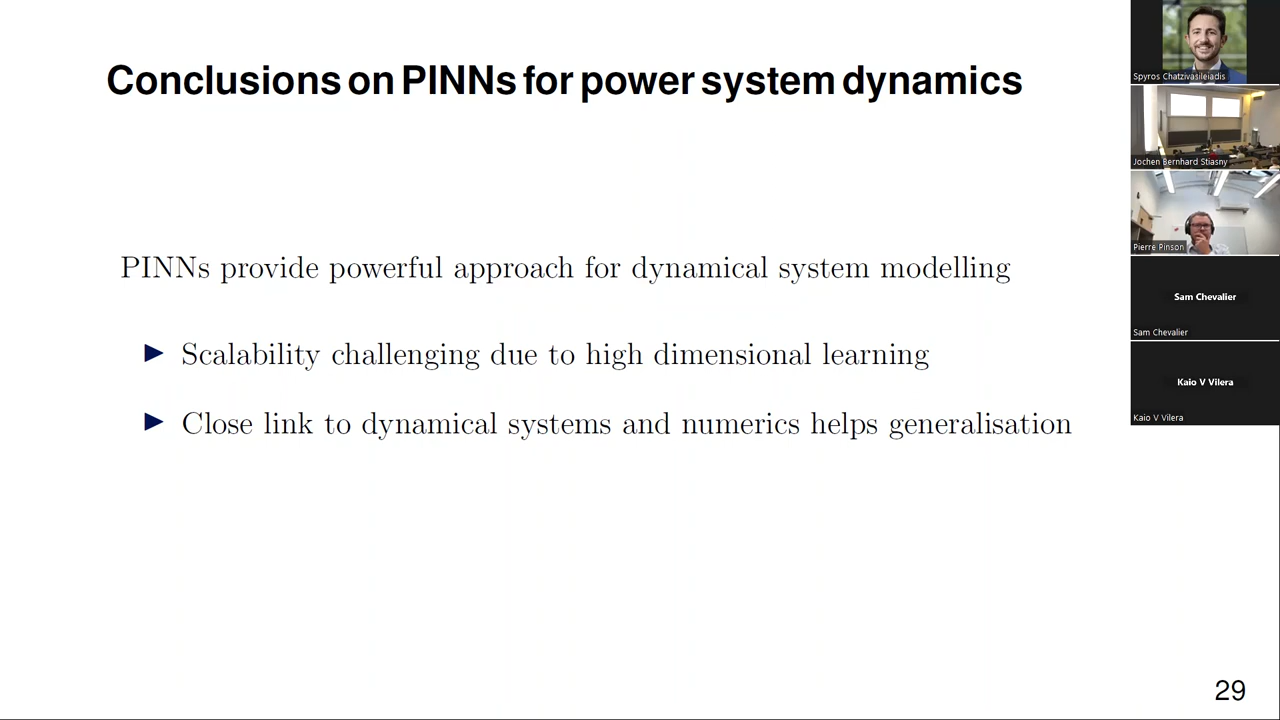 Conclusions on PINNs for power system dynamics
PINNs provide powerful approach for dynamical system modelling
Scalability challenging due to high dimensional learning
Close link to dynamical systems and numerics helps generalisation
29
Spyros Chatzivasileiadis
Jochen Bernhard Stiasny
Pierre Pinson
Sam Chevalier
Sam Chevalier
Kaio V Vilera
Kaio V Vilera